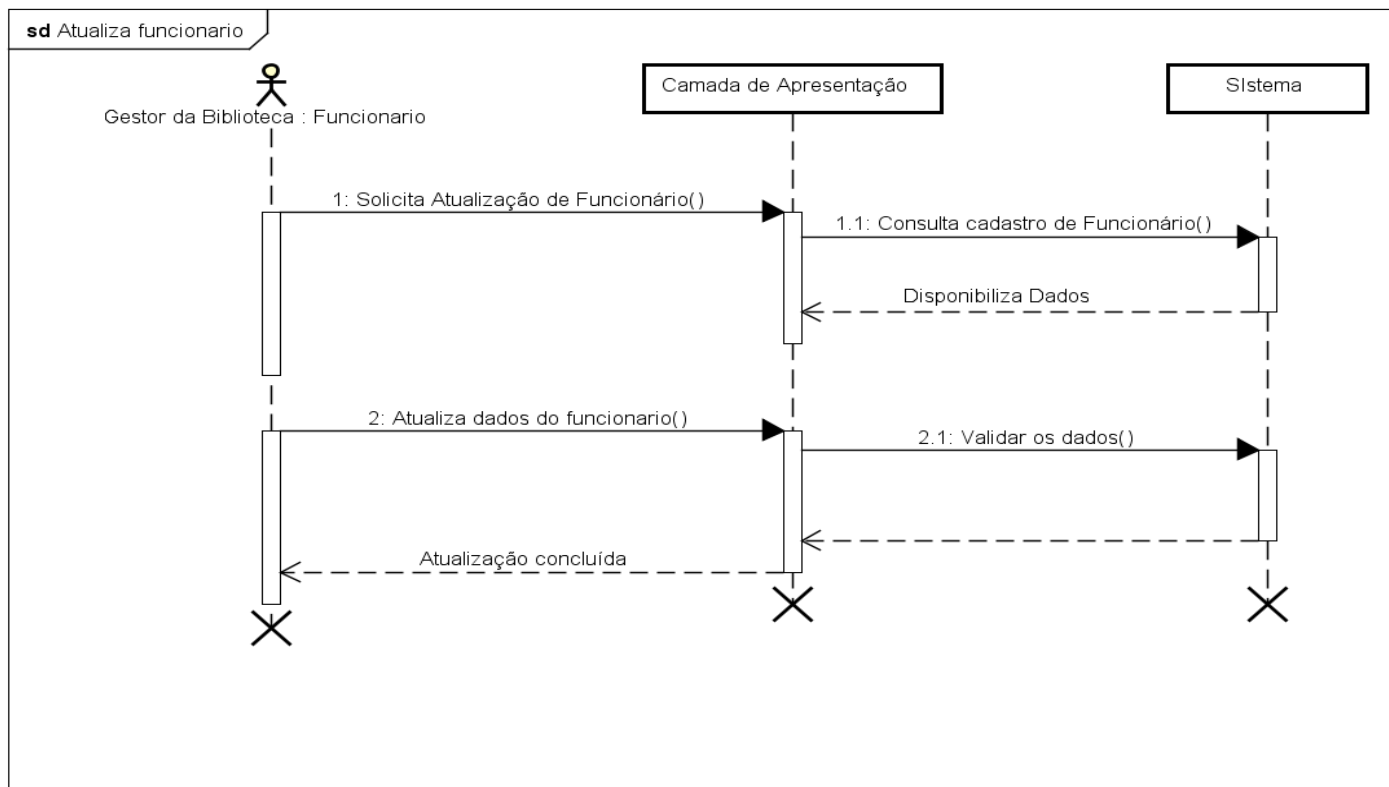 sd Atualiza funcionario
Gestor da Biblioteca : Funcionario
Camada de Apresentação
SIstema
1: Solicita Atualização de Funcionário()
1.1: Consulta cadastro de Funcionário()
Disponibiliza Dados
2: Atualiza dados do funcionario()
2.1: Validar os dados()
Atualização concluída